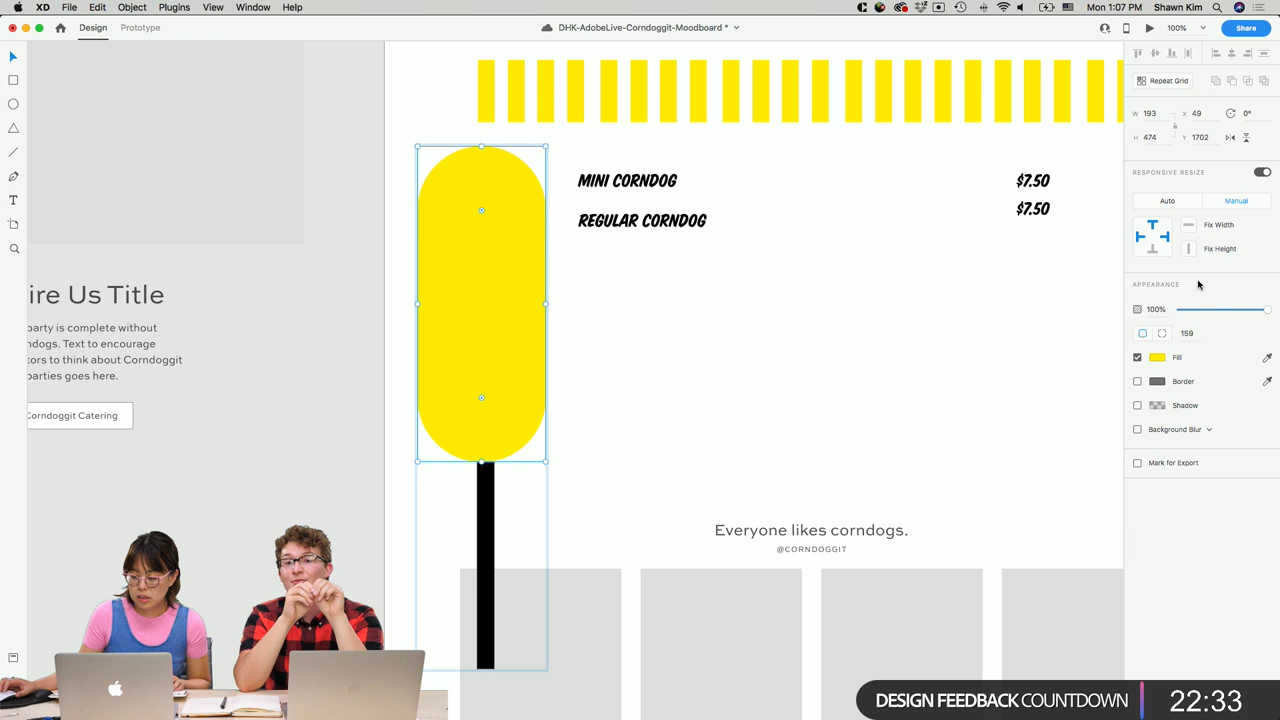 XD File Edit Object Plugins View Window Help
Mon 1:07 PM Shawn Kim
Design Prototype
DHK-AdobeLive-Corndoggit-Moodboard *
100%
Share
Repeat Grid
W 193 X 49 0°
H 474 Y 1702
RESPONSIVE RESIZE
Auto Manual
Fix Width
Fix Height
APPEARANCE
100%
159
Fill
Border
Shadow
Background Blur
Mark for Export
MINI CORNDOG $7.50
REGULAR CORNDOG $7.50
ire Us Title
party is complete without
ndogs. Text to encourage
tors to think about Corndoggit
parties goes here.
Corndoggit Catering
Everyone likes corndogs.
@CORNDOGGIT
DESIGN FEEDBACK COUNTDOWN 22:33